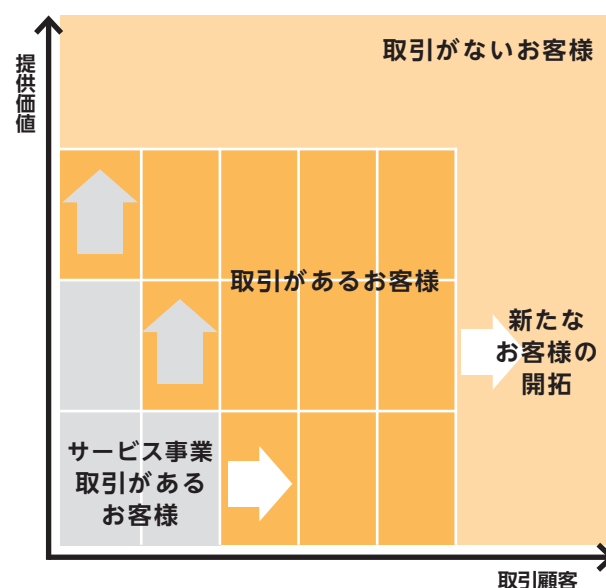 提供価値
取引がないお客様
取引があるお客様
新たな
お客様の
開拓
サービス事業
取引がある
お客様
取引顧客